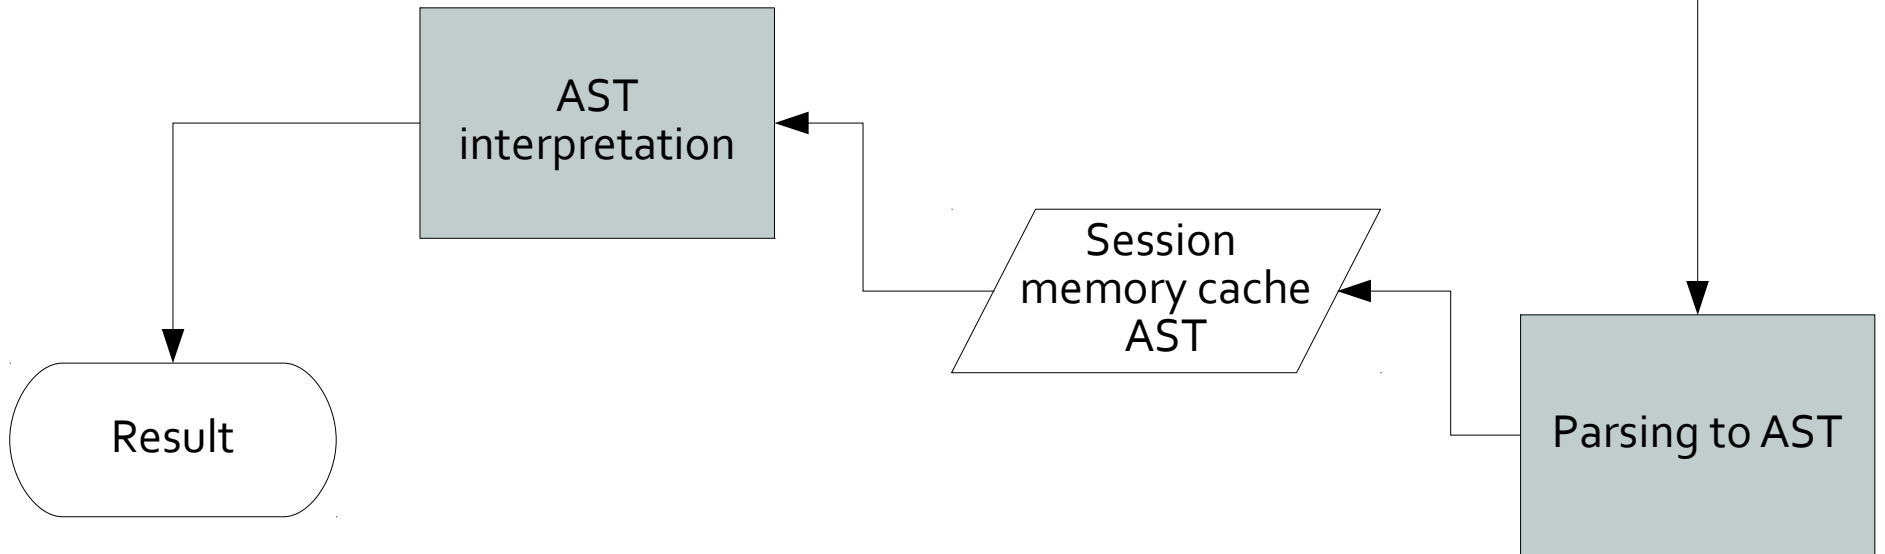 AST
interpretation
Session
memory cache
AST
Result
Parsing to AST